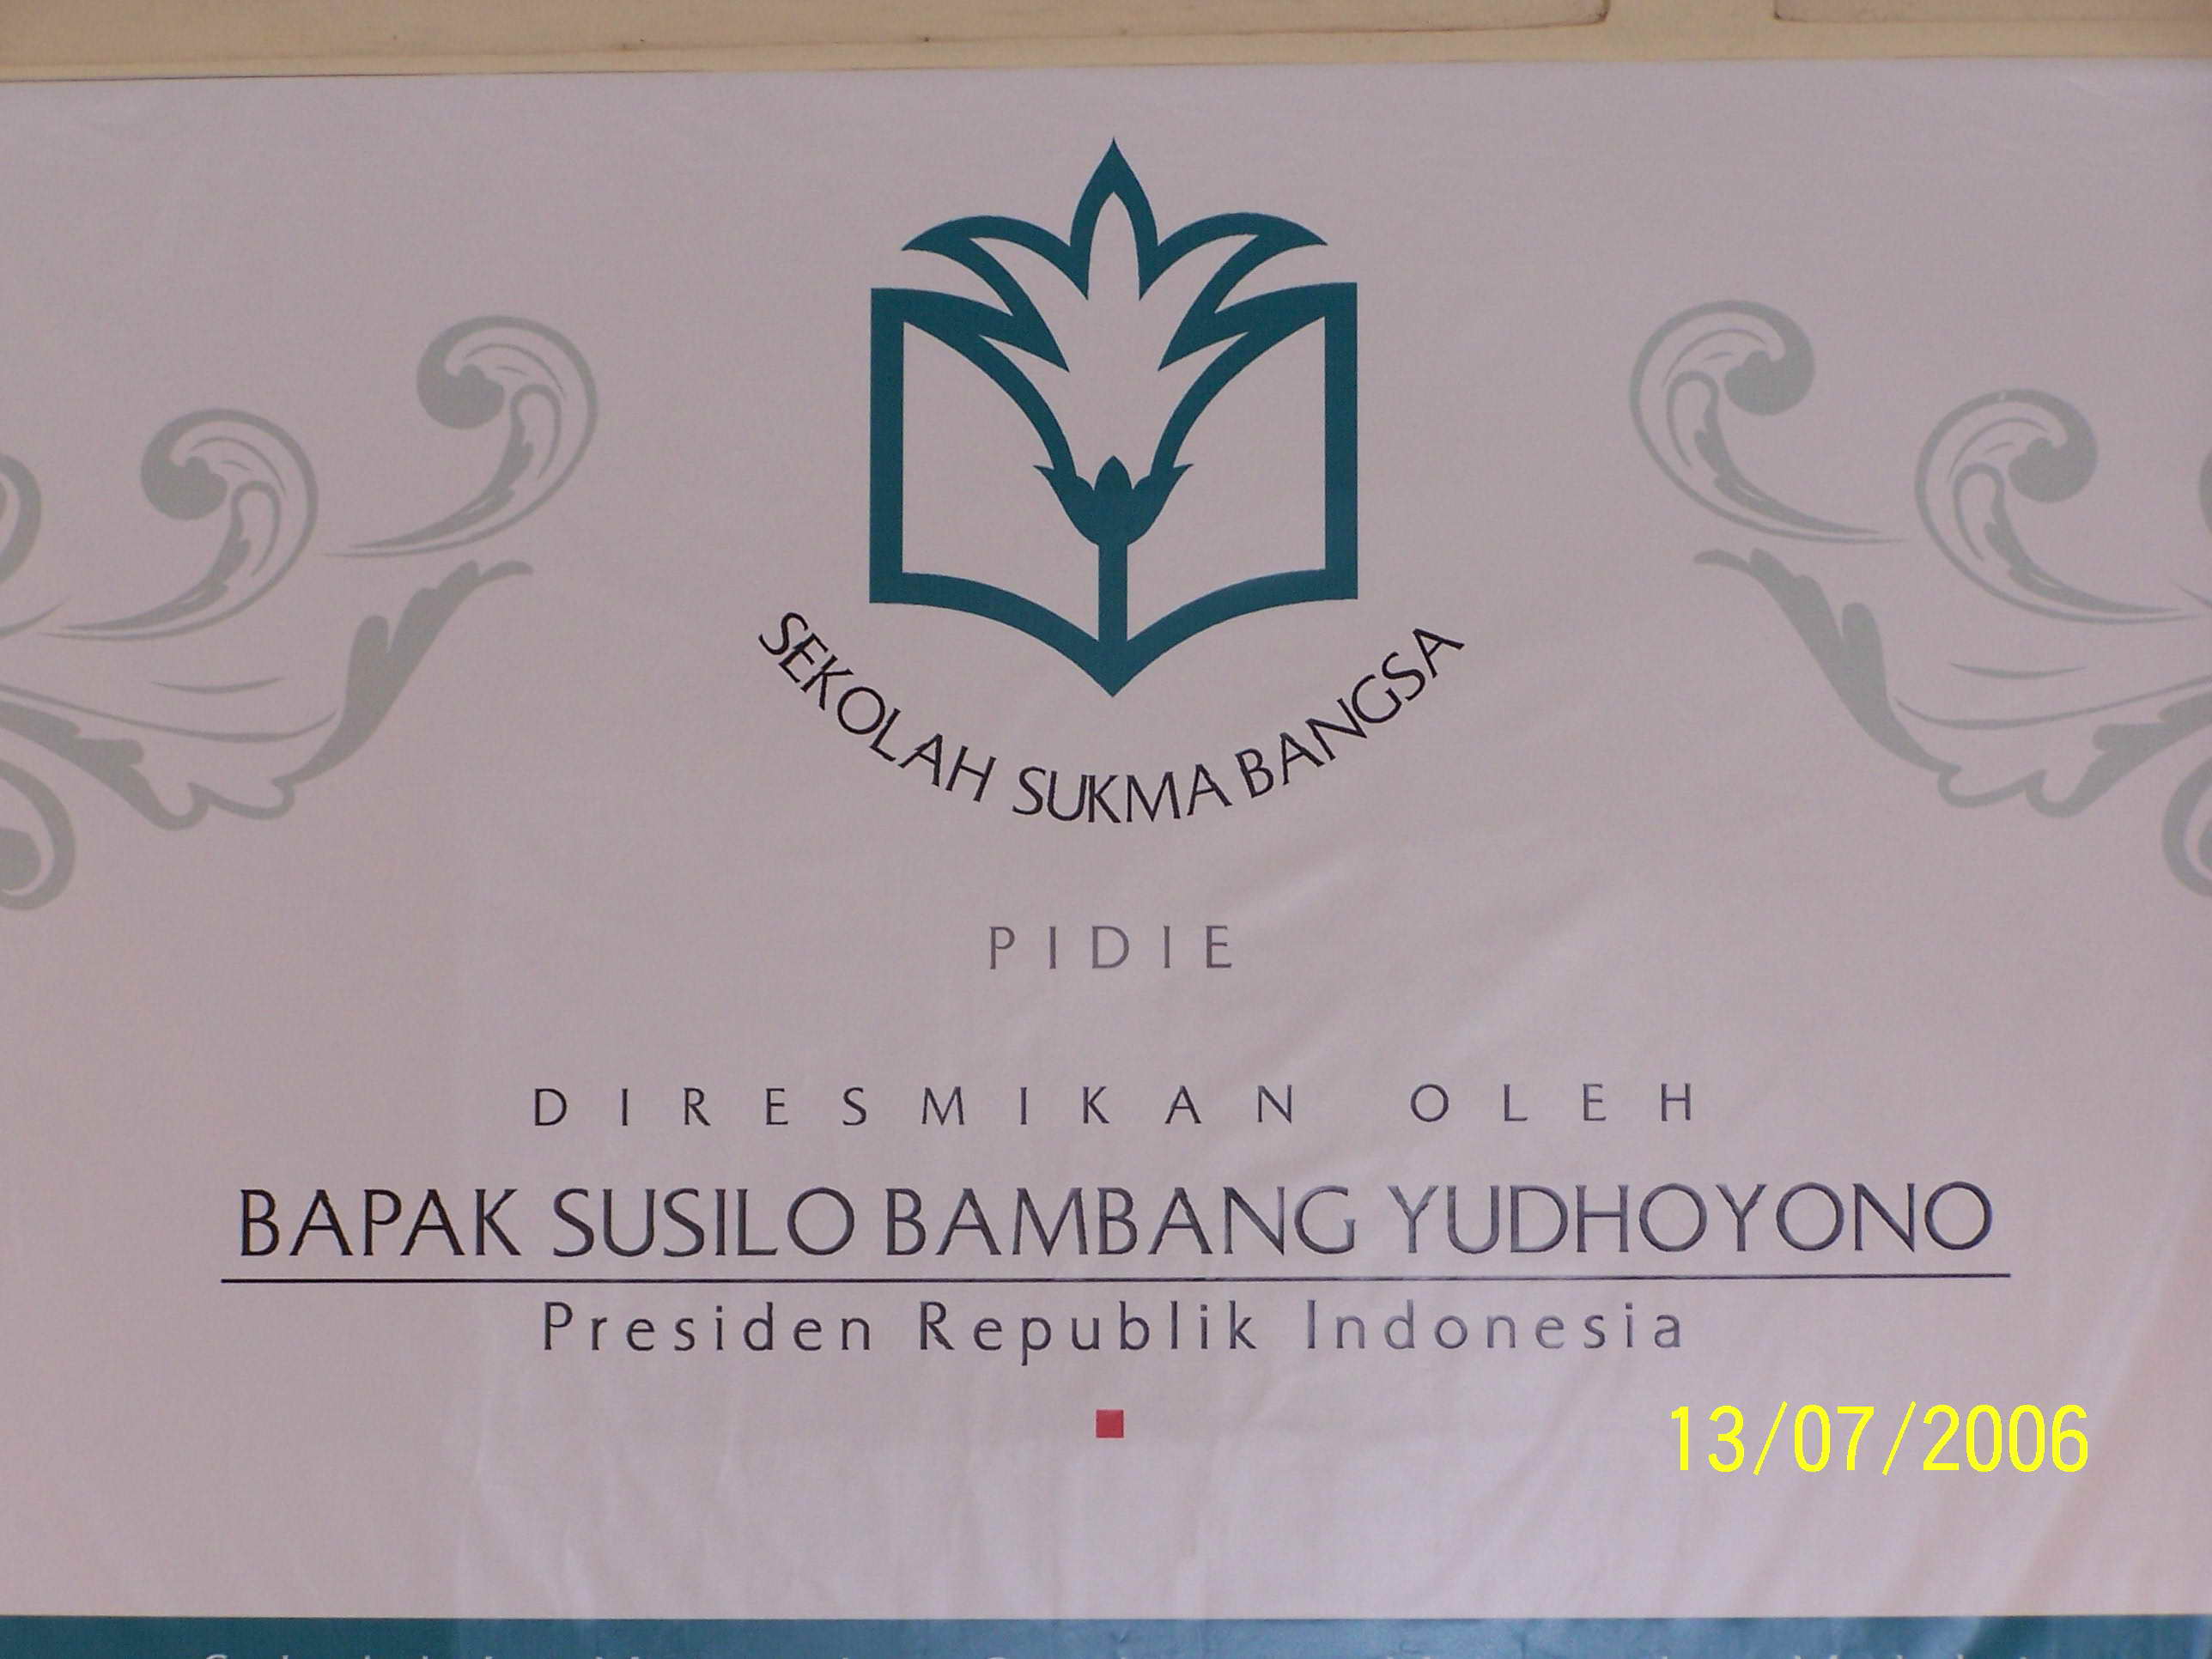 SEKOLAH SUKMA BANGSA
PIDIE
DIRESMIKAN OLEH
BAPAK SUSILO BAMBANG YUDHOYONO
Presiden Republik Indonesia
13/07/2006